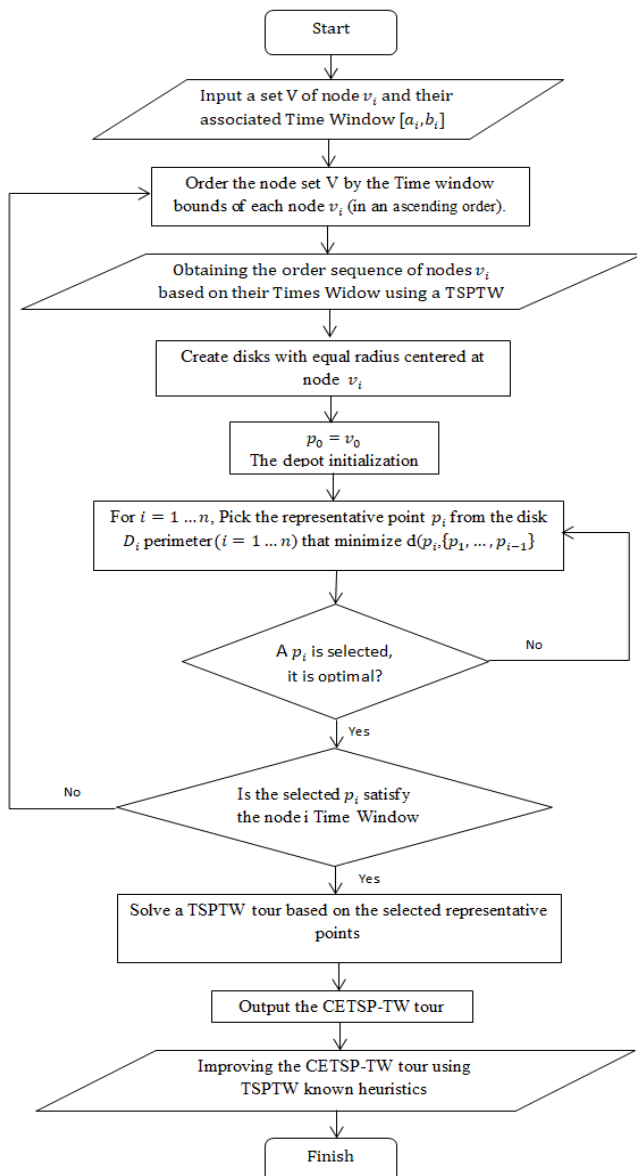 Start
Input a set V of node v_i and their
associated Time Window [a_i,b_i]
Order the node set V by the Time window
bounds of each node v_i (in an ascending order).
Obtaining the order sequence of nodes v_i
based on their Times Widow using a TSPTW
Create disks with equal radius centered at
node v_i
p_0 = v_0
The depot initialization
For i = 1 … n, Pick the representative point p_i from the disk
D_i perimeter (i = 1 … n) that minimize d(p_i,{p_1, …, p_{i-1}}
A p_i is selected,
it is optimal?
No
Yes
Is the selected p_i satisfy
the node i Time Window
No
Yes
Solve a TSPTW tour based on the selected representative
points
Output the CETSP-TW tour
Improving the CETSP-TW tour using
TSPTW known heuristics
Finish